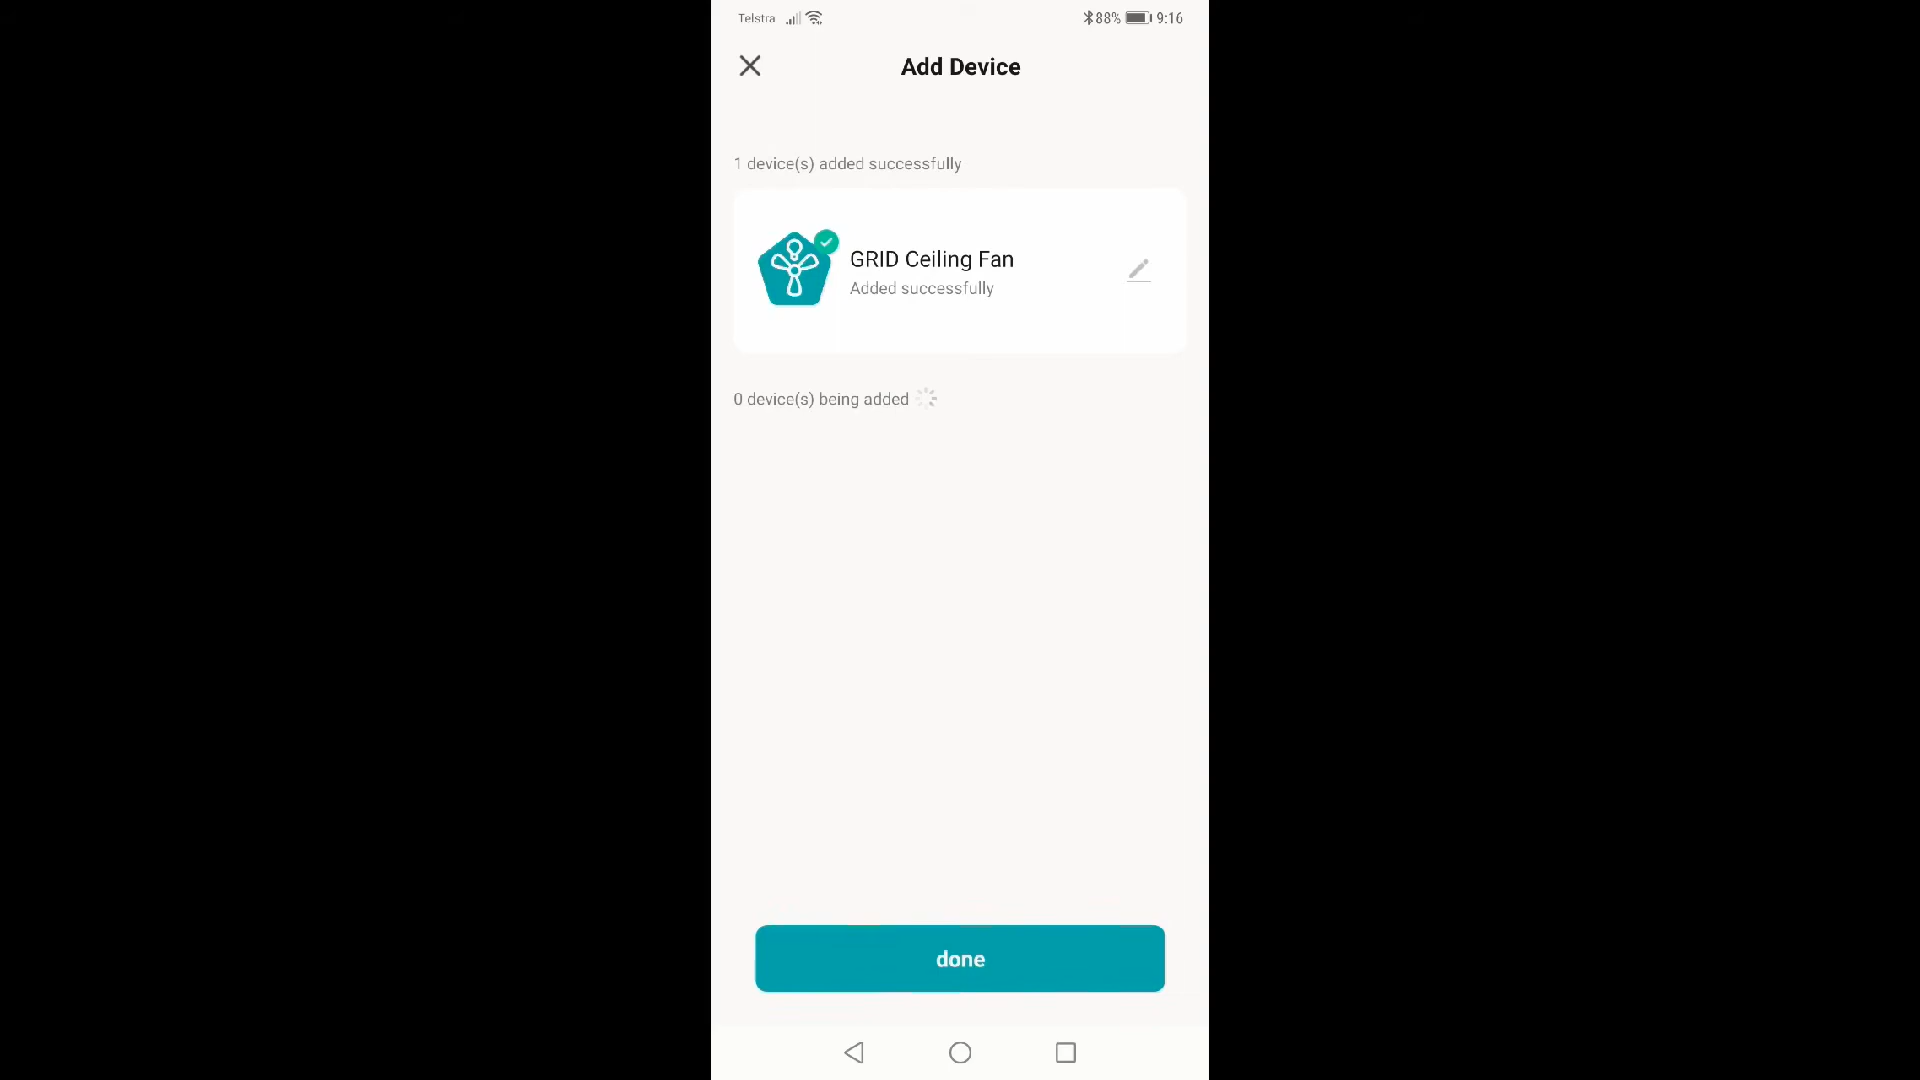 Telstra 88% 9:16
Add Device
1 device(s) added successfully
GRID Ceiling Fan
Added successfully
0 device(s) being added
done